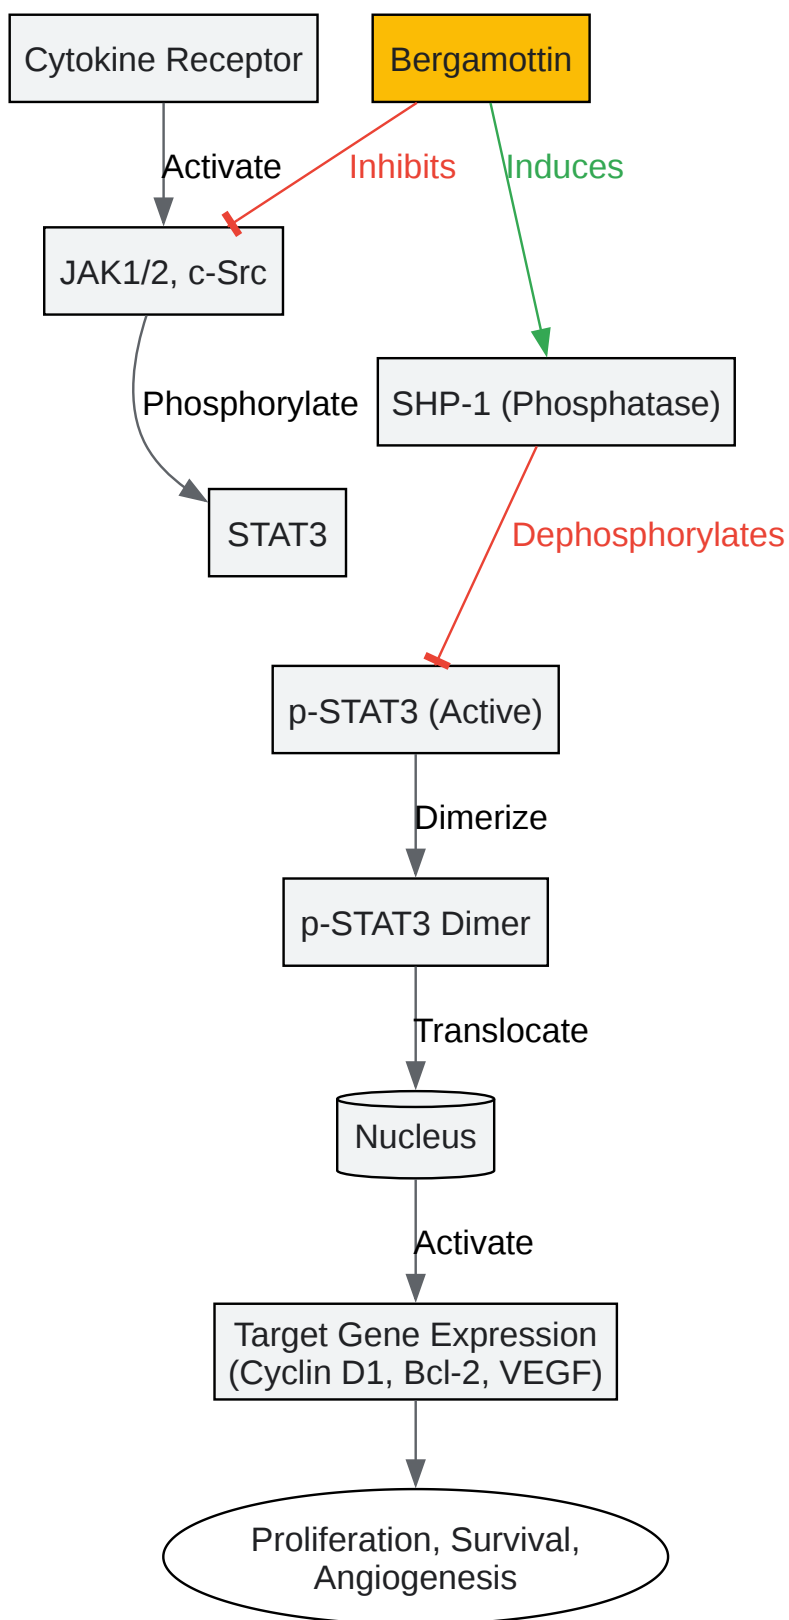 Cytokine Receptor
Bergamottin
Activate
Inhibits
Induces
JAK1/2, c-Src
Phosphorylate
SHP-1 (Phosphatase)
STAT3
Dephosphorylates
p-STAT3 (Active)
Dimerize
p-STAT3 Dimer
Translocate
Nucleus
Activate
Target Gene Expression
(Cyclin D1, Bcl-2, VEGF)
Proliferation, Survival,
Angiogenesis